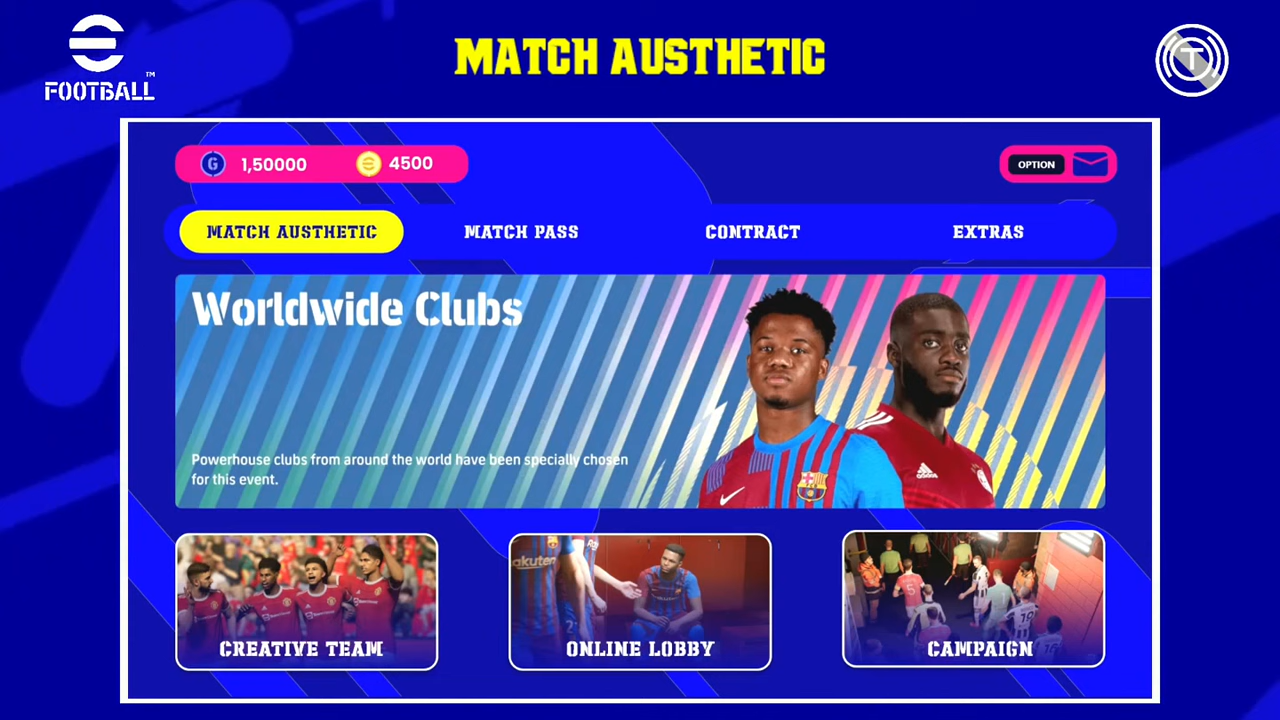 MATCH AUSTHETIC
FOOTBALL™
T
G 1,50000 4500
OPTION
MATCH AUSTHETIC MATCH PASS CONTRACT EXTRAS
Worldwide Clubs
Powerhouse clubs from around the world have been specially chosen
for this event.
CREATIVE TEAM ONLINE LOBBY CAMPAIGN